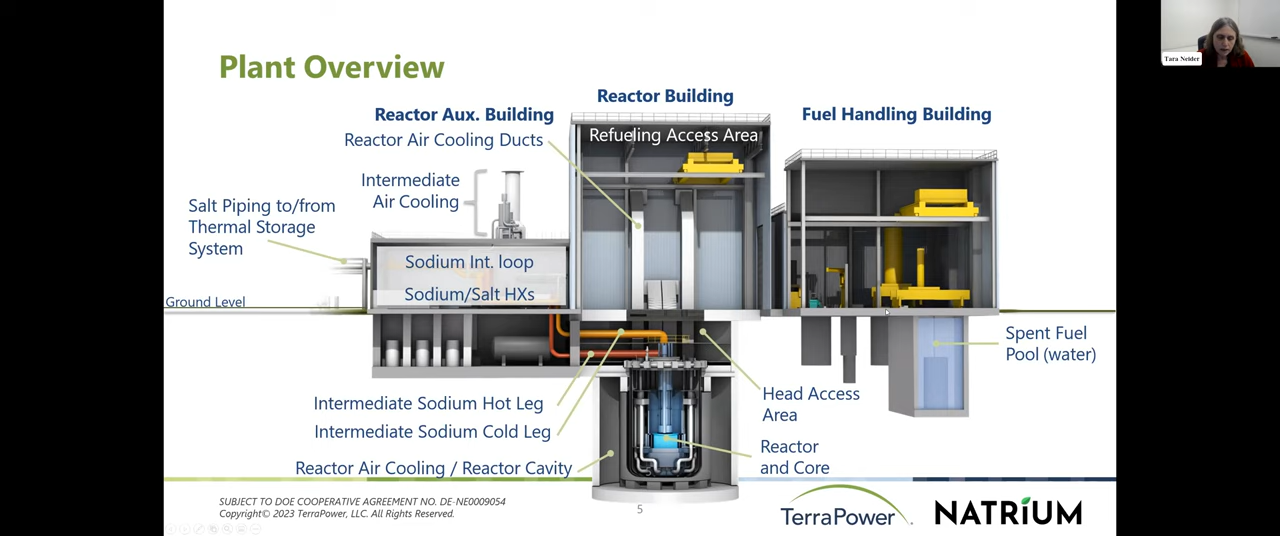 Plant Overview
Reactor Aux. Building
Reactor Building
Fuel Handling Building
Reactor Air Cooling Ducts
Refueling Access Area
Intermediate
Air Cooling
Salt Piping to/from
Thermal Storage
System
Sodium Int. loop
Sodium/Salt HXs
Ground Level
Spent Fuel
Pool (water)
Intermediate Sodium Hot Leg
Intermediate Sodium Cold Leg
Head Access
Area
Reactor Air Cooling / Reactor Cavity
Reactor
and Core
SUBJECT TO DOE COOPERATIVE AGREEMENT NO. DE-NE0009054
Copyright© 2023 TerraPower, LLC. All Rights Reserved.
5
TerraPower
NATRIUM
Tara Neider